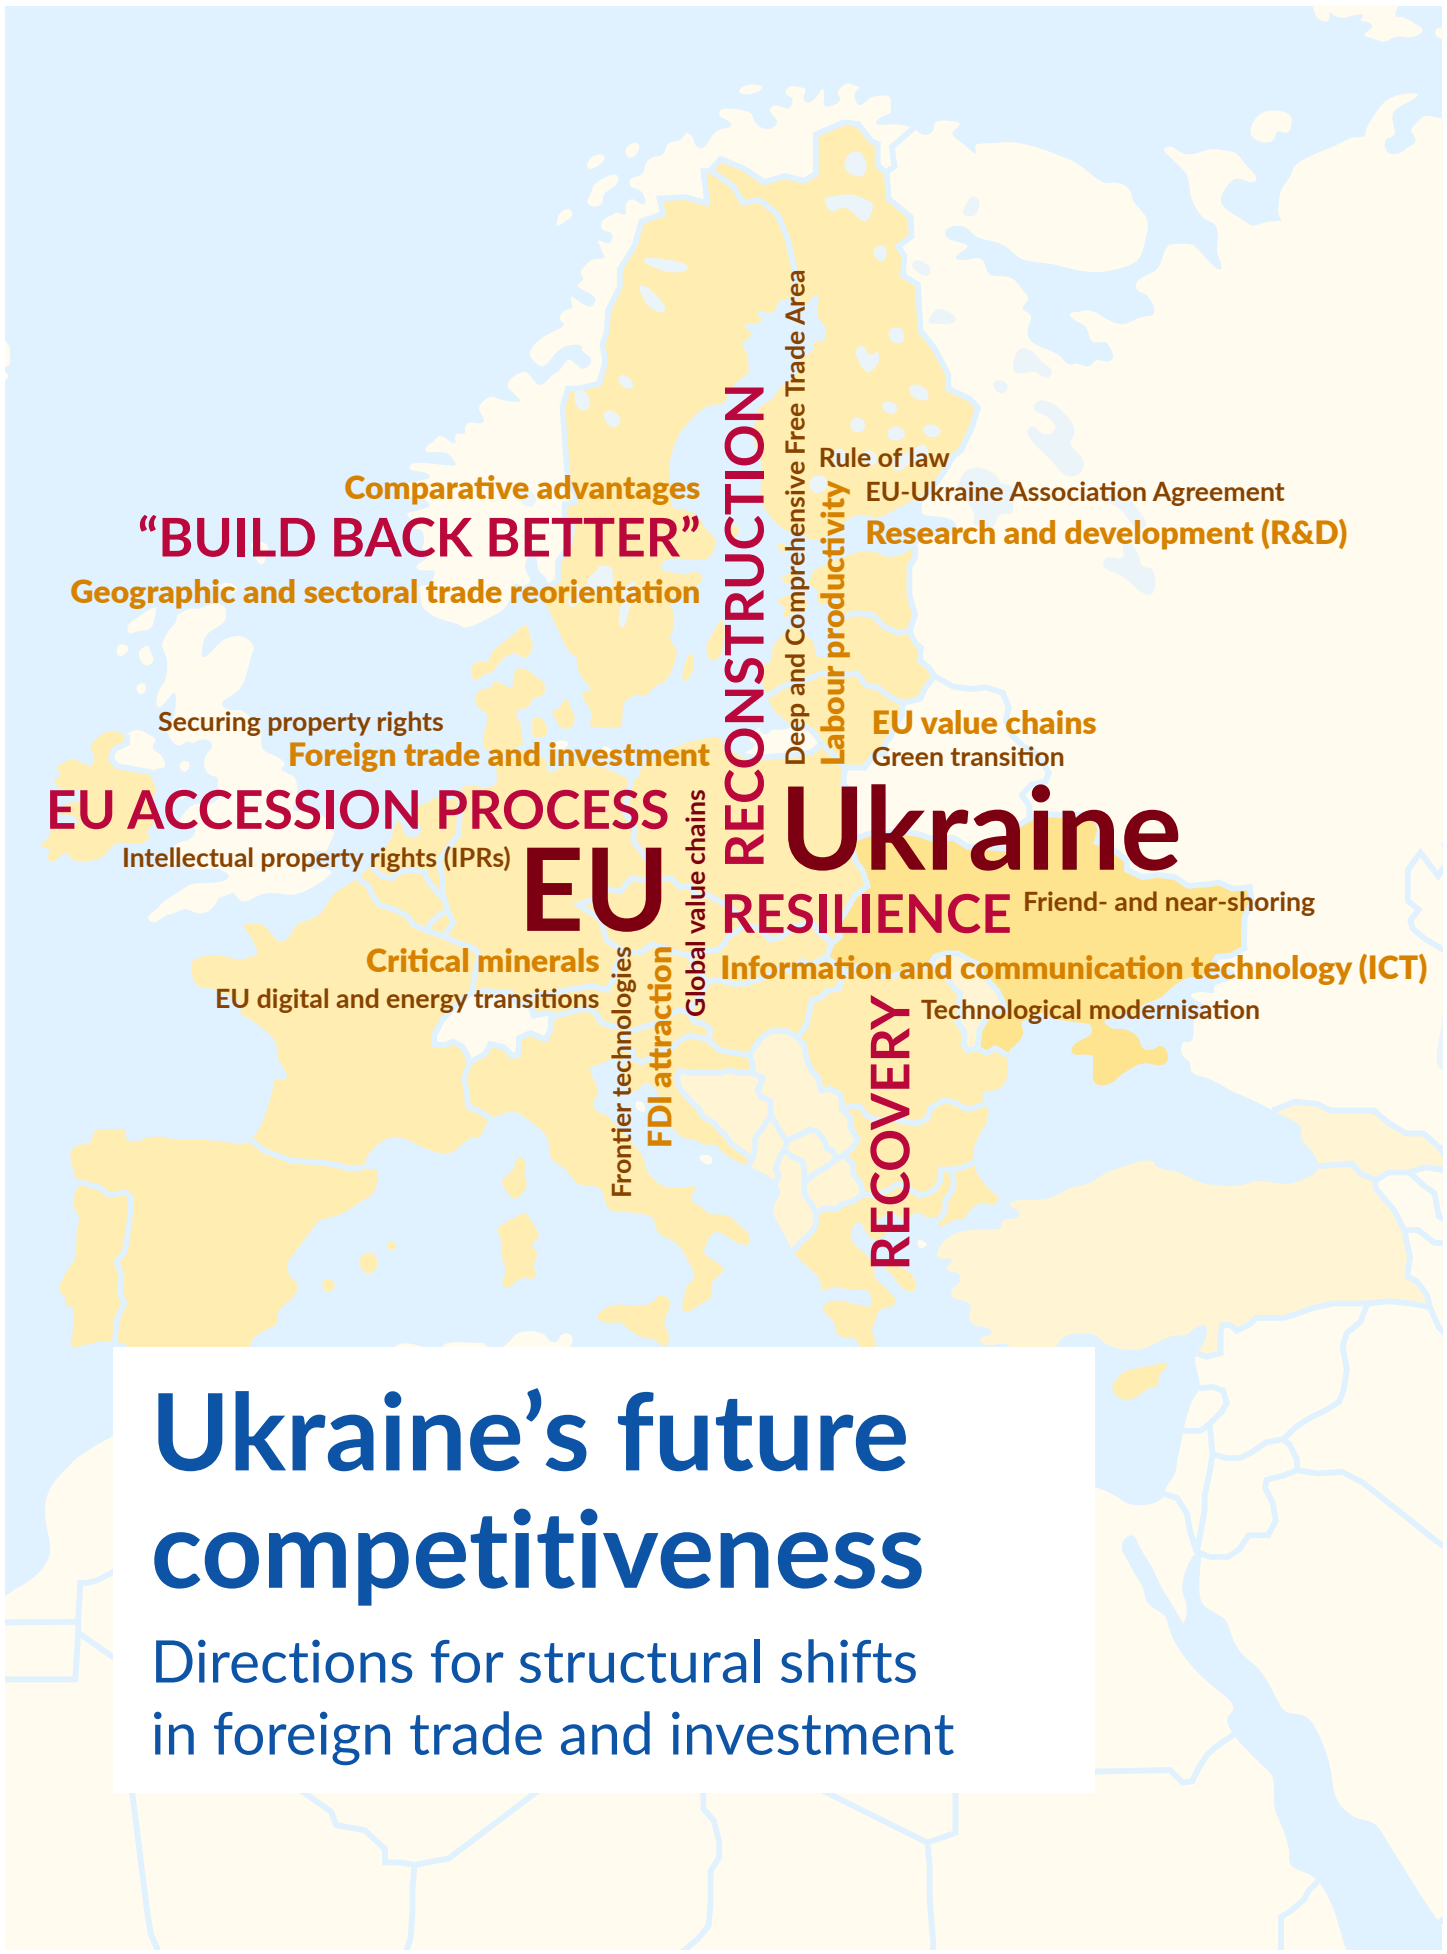 Deep and Comprehensive Free Trade Area
RECONSTRUCTION
Rule of law
Comparative advantages
Labour productivity
EU-Ukraine Association Agreement
“BUILD BACK BETTER”
Research and development (R&D)
Geographic and sectoral trade reorientation
Securing property rights
EU value chains
Foreign trade and investment
Green transition
EU ACCESSION PROCESS
Ukraine
Global value chains
Intellectual property rights (IPRs)
EU
RESILIENCE
Friend- and near-shoring
Critical minerals
Frontier technologies
FDI attraction
Information and communication technology (ICT)
EU digital and energy transitions
RECOVERY
Technological modernisation
Ukraine’s future
competitiveness
Directions for structural shifts
in foreign trade and investment